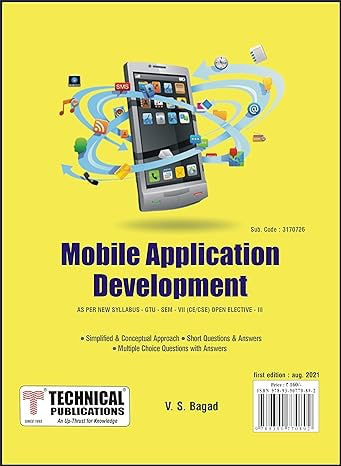 SMS
Sub. Code : 3170726
Mobile Application
Development
AS PER NEW SYLLABUS - GTU - SEM - VII (CE/CSE) OPEN ELECTIVE - III
• Simplified & Conceptual Approach • Short Questions & Answers
• Multiple Choice Questions with Answers
first edition : aug. 2021
TECHNICAL
PUBLICATIONS
SINCE 1993 An Up-Thrust for Knowledge
V. S. Bagad